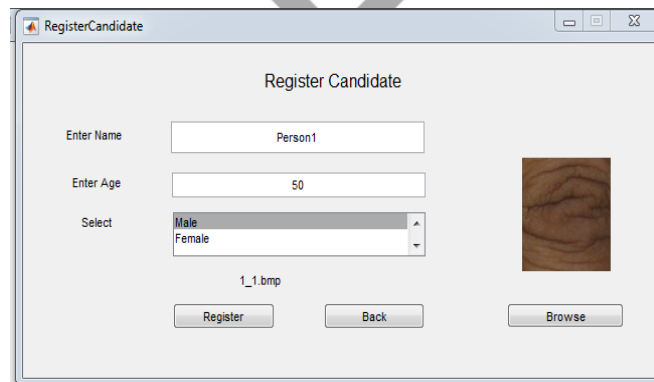 RegisterCandidate
Register Candidate
Enter Name
Person1
Enter Age
50
Select
Male
Female
1_1.bmp
Register
Back
Browse